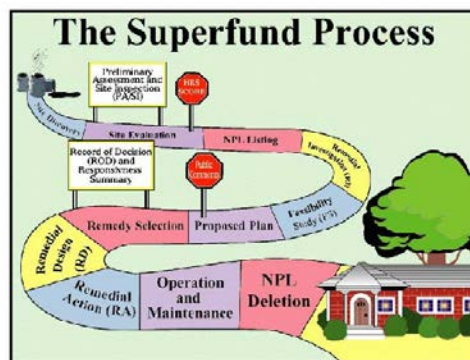 The Superfund Process
Preliminary
Assessment and
Site Inspection
(PA/SI)
HRS
SCORE
Site Discovery
Site Evaluation
NPL Listing
Remedial
Investigation (RI)
Record of Decision
(ROD) and
Responsivness
Summary
Public
Comments
Feasibility
Study (FS)
Proposed Plan
Remedy Selection
Remedial
Design
(RD)
Remedial
Action (RA)
Operation
and
Maintenance
NPL
Deletion